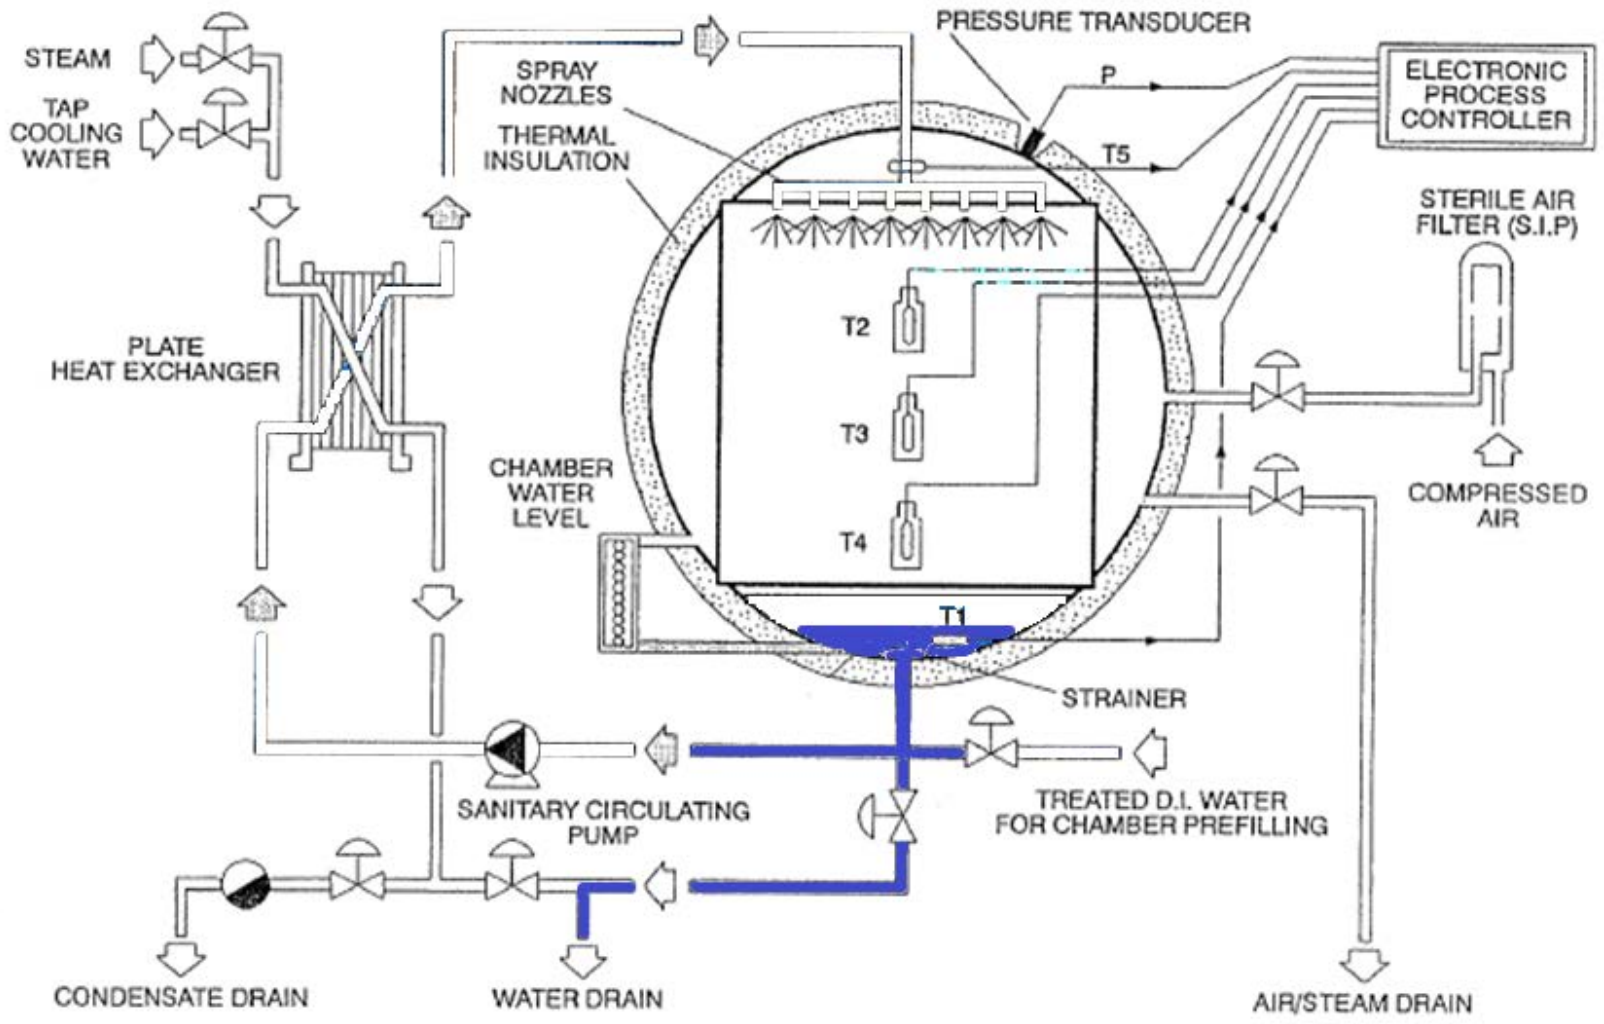 PRESSURE TRANSDUCER
STEAM
TAP
COOLING
WATER
SPRAY
NOZZLES
THERMAL
INSULATION
P
T5
ELECTRONIC
PROCESS
CONTROLLER
STERILE AIR
FILTER (S.I.P)
PLATE
HEAT EXCHANGER
T2
T3
T4
CHAMBER
WATER
LEVEL
COMPRESSED
AIR
T1
STRAINER
SANITARY CIRCULATING
PUMP
TREATED D.I. WATER
FOR CHAMBER PREFILLING
CONDENSATE DRAIN
WATER DRAIN
AIR/STEAM DRAIN